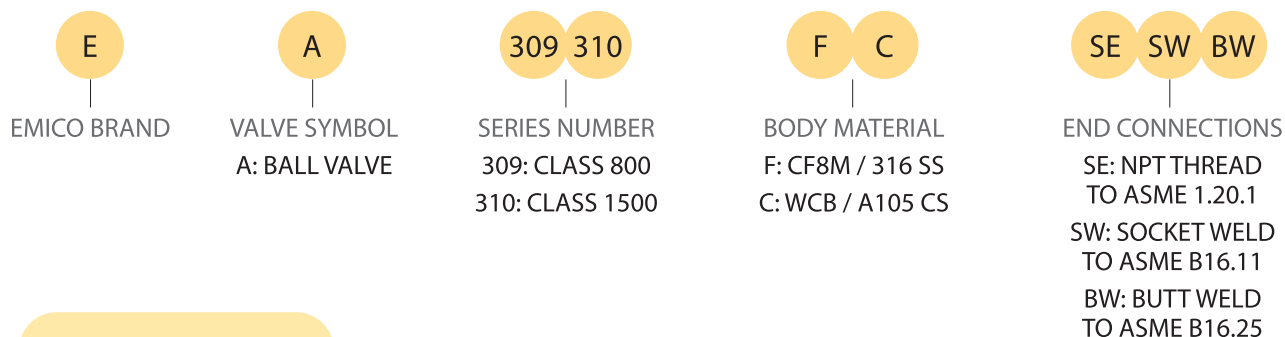 E
EMICO BRAND
A
VALVE SYMBOL
A: BALL VALVE
309 310
SERIES NUMBER
309: CLASS 800
310: CLASS 1500
F C
BODY MATERIAL
F: CF8M / 316 SS
C: WCB / A105 CS
SE SW BW
END CONNECTIONS
SE: NPT THREAD
TO ASME 1.20.1
SW: SOCKET WELD
TO ASME B16.11
BW: BUTT WELD
TO ASME B16.25